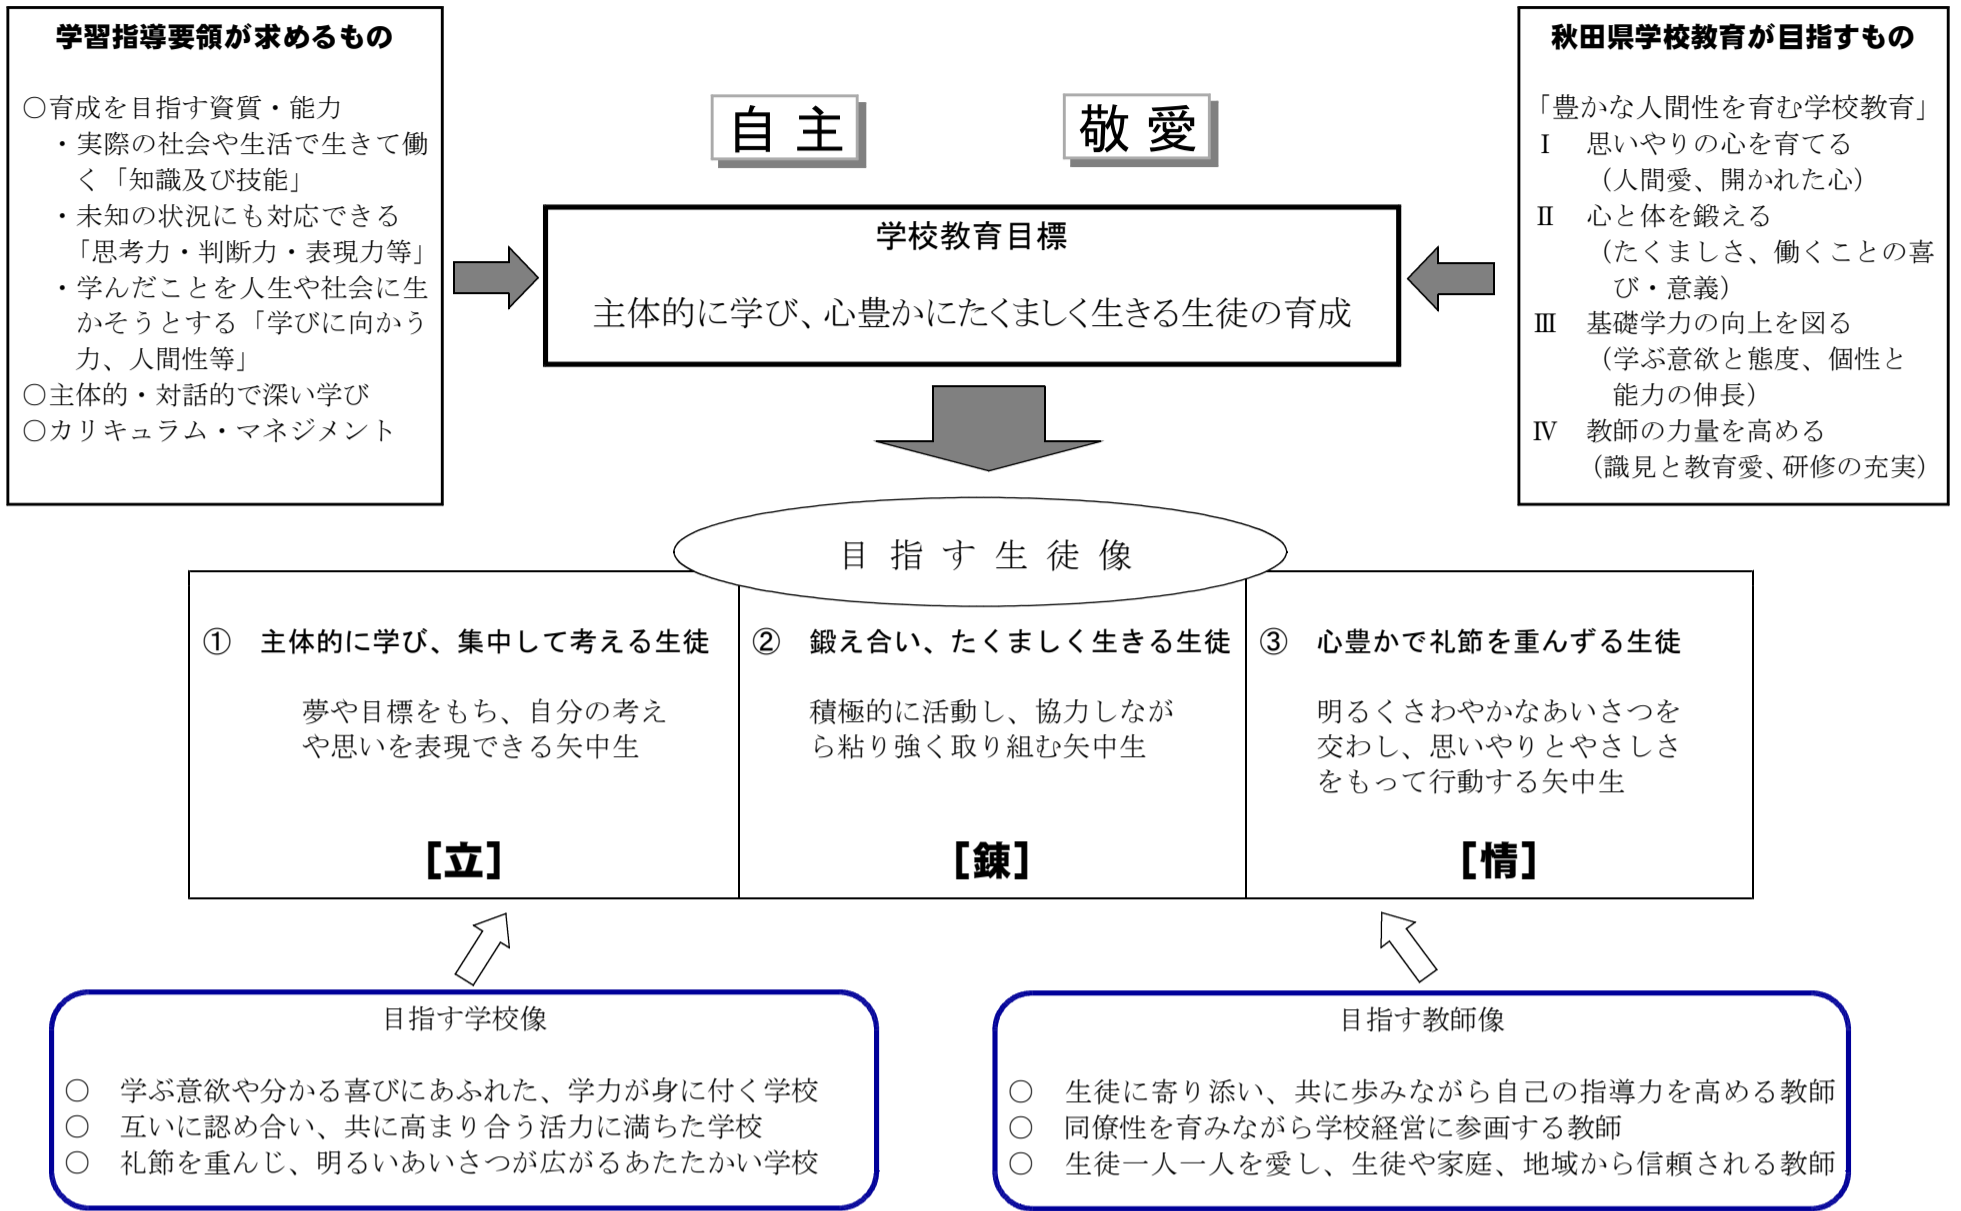 学習指導要領が求めるもの
○育成を目指す資質・能力
・実際の社会や生活で生きて働
く「知識及び技能」
・未知の状況にも対応できる
「思考力・判断力・表現力等」
・学んだことを人生や社会に生
かそうとする「学びに向かう
力、人間性等」
○主体的・対話的で深い学び
○カリキュラム・マネジメント
自主
敬愛
学校教育目標
主体的に学び、心豊かにたくましく生きる生徒の育成
秋田県学校教育が目指すもの
「豊かな人間性を育む学校教育」
Ⅰ 思いやりの心を育てる
(人間愛、開かれた心)
Ⅱ 心と体を鍛える
(たくましさ、働くことの喜
び・意義)
Ⅲ 基礎学力の向上を図る
(学ぶ意欲と態度、個性と
能力の伸長)
Ⅳ 教師の力量を高める
(識見と教育愛、研修の充実)
目指す生徒像
① 主体的に学び、集中して考える生徒
夢や目標をもち、自分の考え
や思いを表現できる矢中生
[立]
② 鍛え合い、たくましく生きる生徒
積極的に活動し、協力しなが
ら粘り強く取り組む矢中生
[錬]
③ 心豊かで礼節を重んずる生徒
明るくさわやかなあいさつを
交わし、思いやりとやさしさ
をもって行動する矢中生
[情]
目指す学校像
○ 学ぶ意欲や分かる喜びにあふれた、学力が身に付く学校
○ 互いに認め合い、共に高まり合う活力に満ちた学校
○ 礼節を重んじ、明るいあいさつが広がるあたたかい学校
目指す教師像
○ 生徒に寄り添い、共に歩みながら自己の指導力を高める教師
○ 同僚性を育みながら学校経営に参画する教師
○ 生徒一人一人を愛し、生徒や家庭、地域から信頼される教師